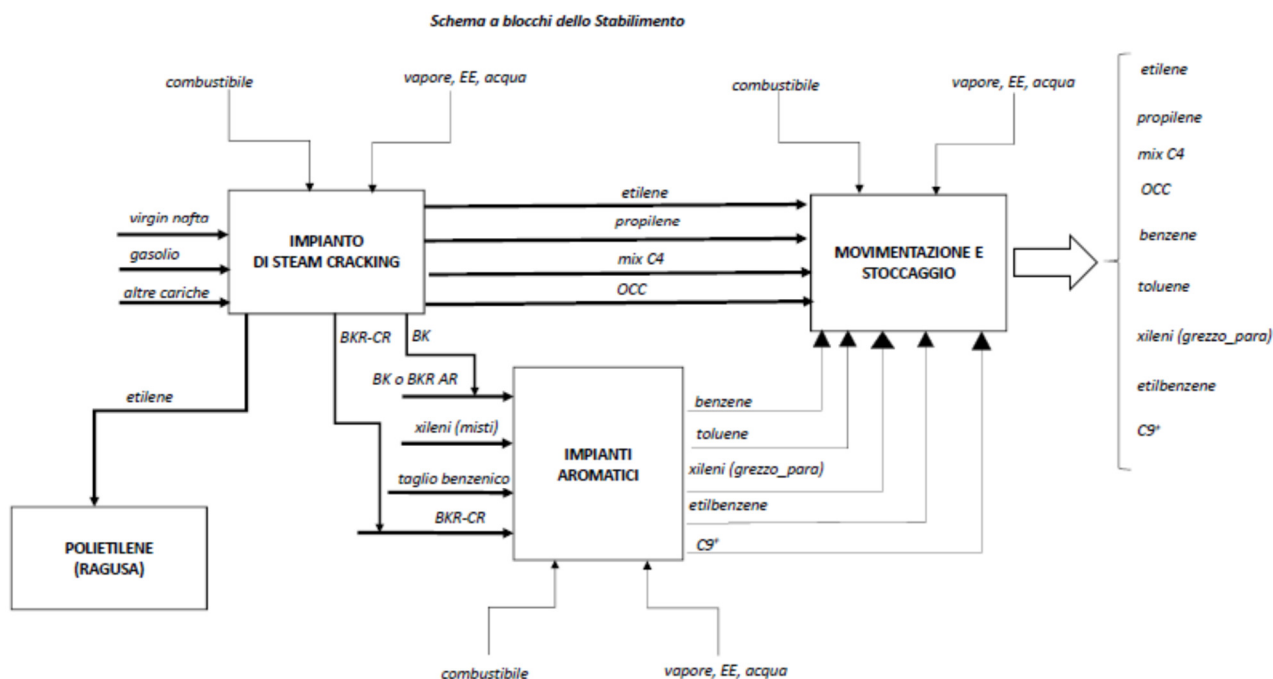 Schema a blocchi dello Stabilimento
combustibile
vapore, EE, acqua
combustibile
vapore, EE, acqua
virgin nafta
gasolio
altre cariche
IMPIANTO
DI STEAM CRACKING
etilene
propilene
mix C4
OCC
MOVIMENTAZIONE E
STOCCAGGIO
etilene
propilene
mix C4
OCC
benzene
toluene
xileni (grezzo_para)
etilbenzene
C9⁺
BKR-CR
BK
etilene
BK o BKR AR
xileni (misti)
taglio benzenico
BKR-CR
IMPIANTI
AROMATICI
benzene
toluene
xileni (grezzo_para)
etilbenzene
C9⁺
POLIETILENE
(RAGUSA)
combustibile
vapore, EE, acqua